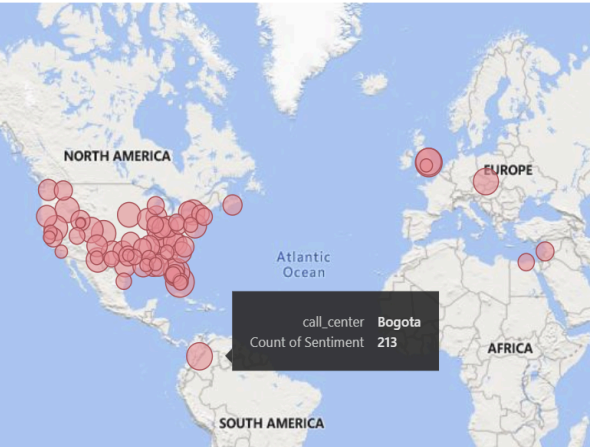 NORTH AMERICA
EUROPE
Atlantic
Ocean
call_center Bogota
Count of Sentiment 213
AFRICA
SOUTH AMERICA